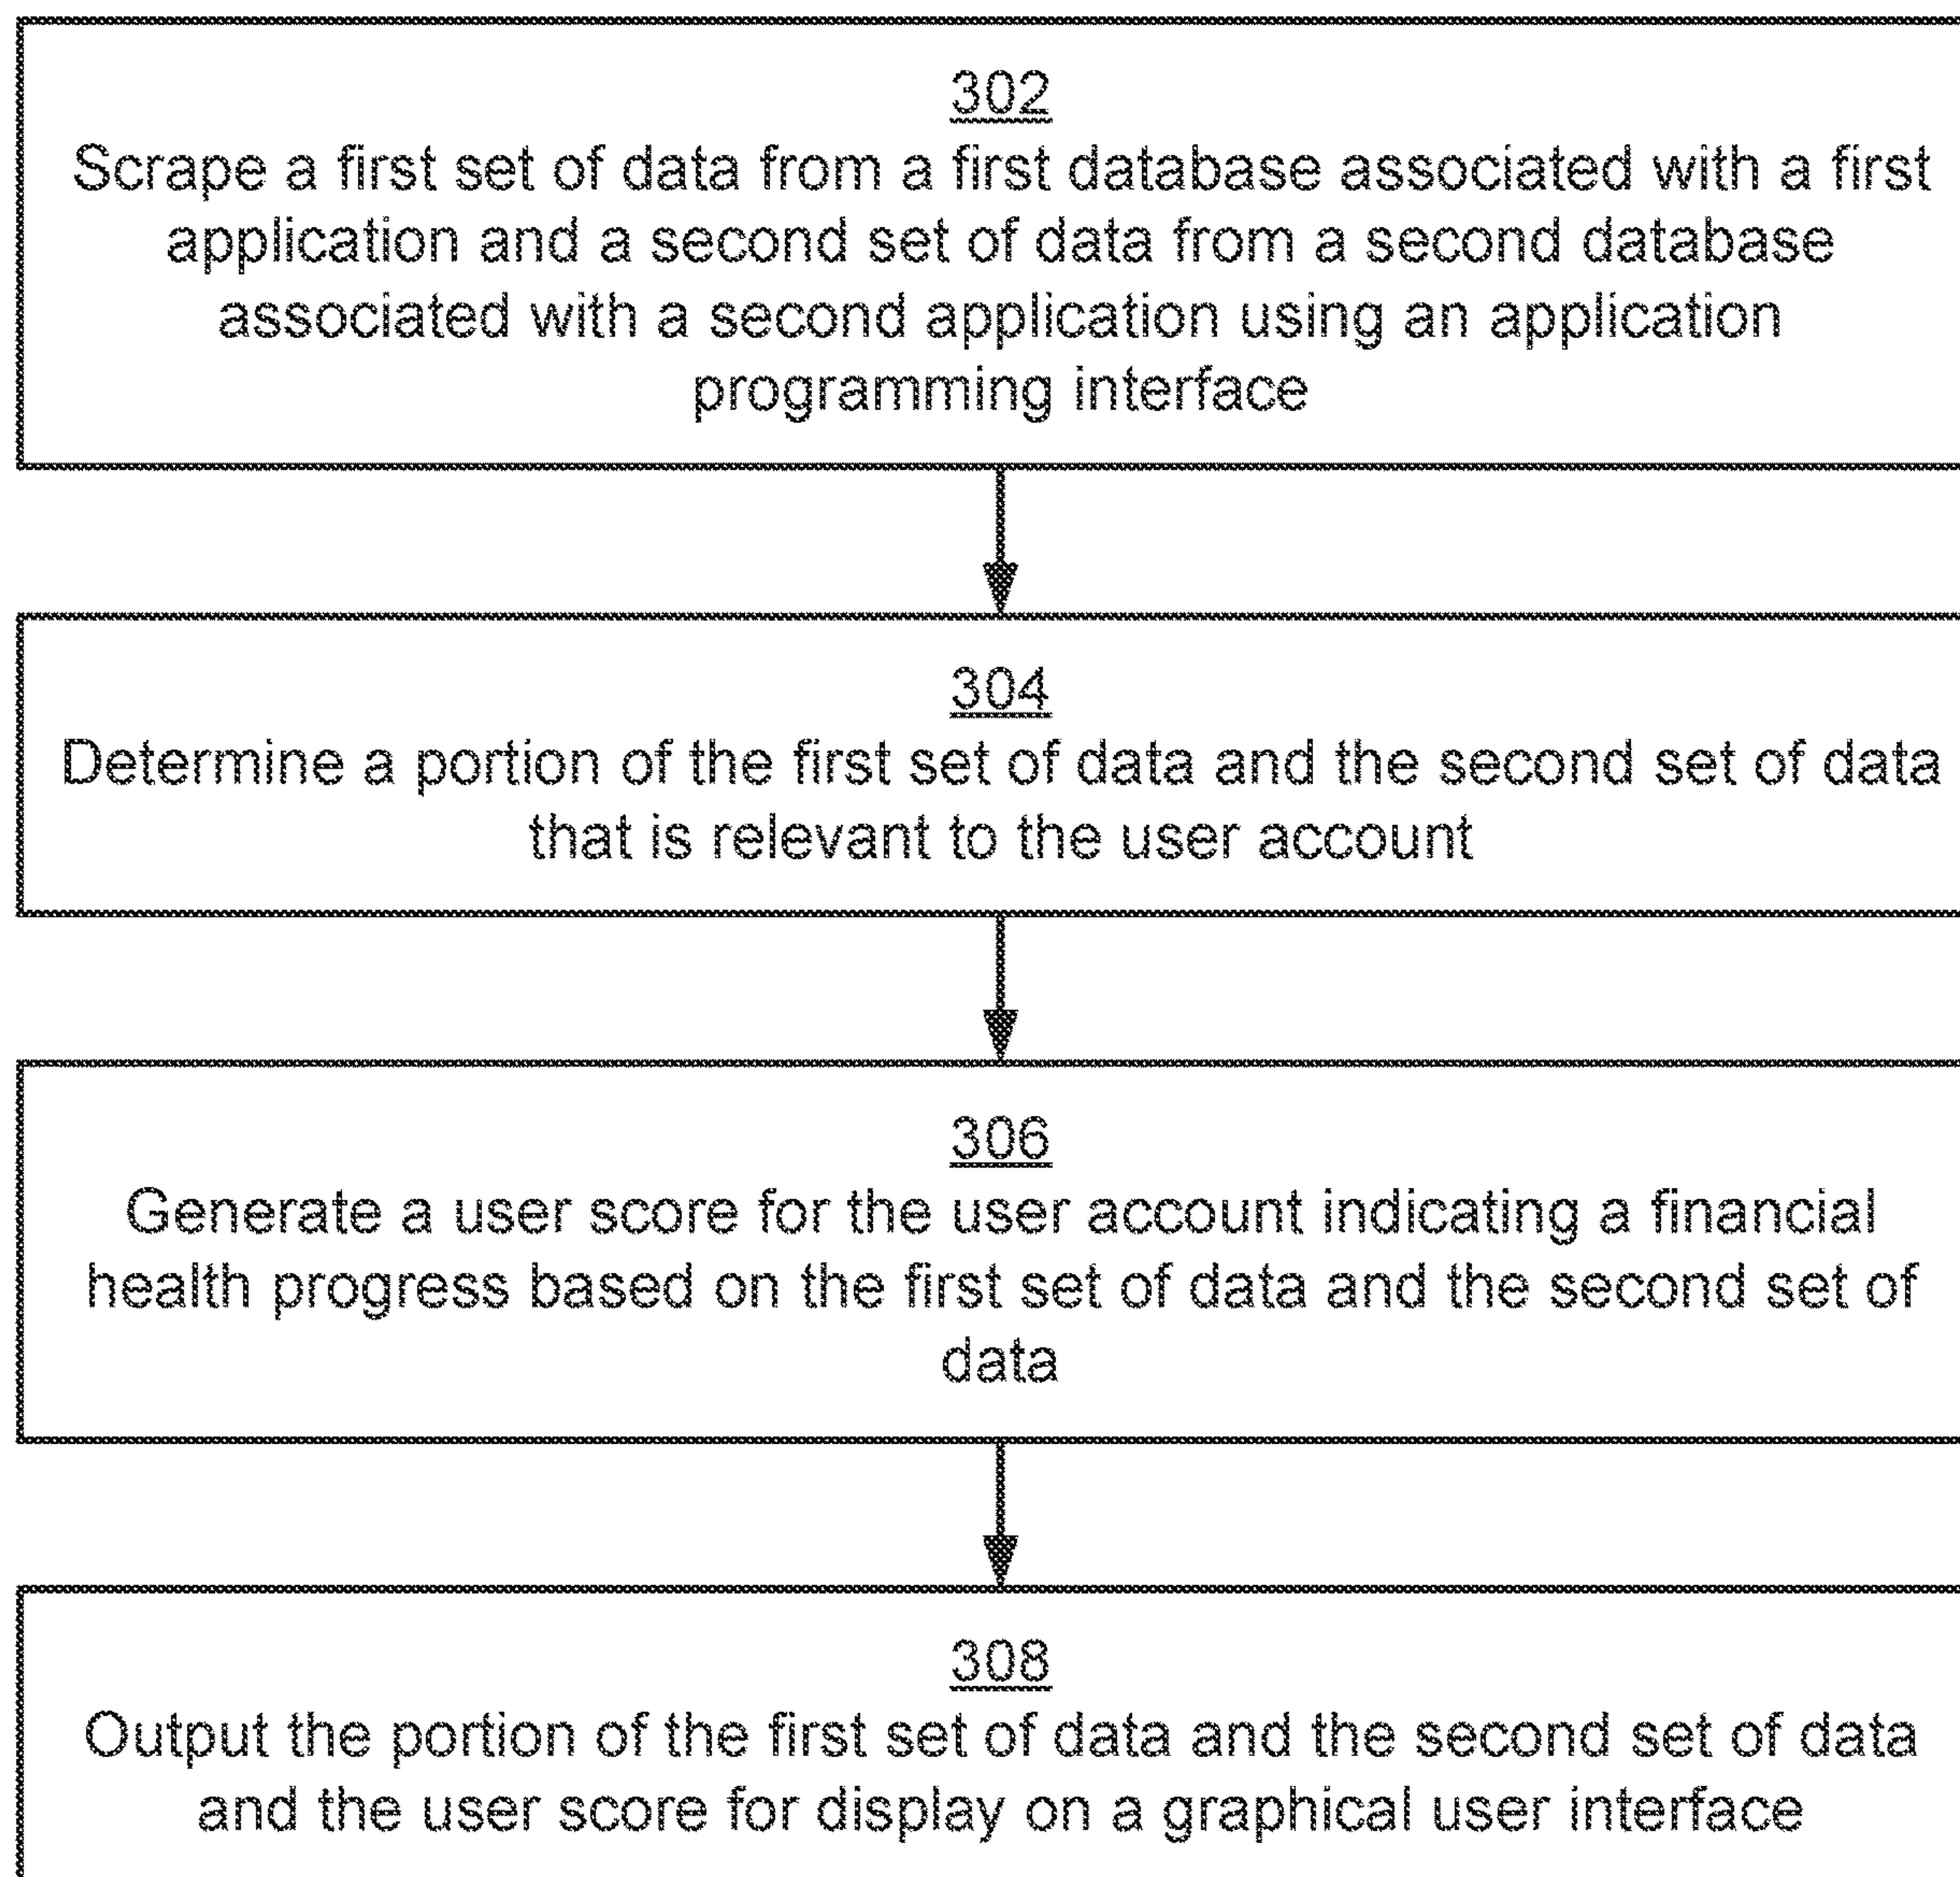 302
Scrape a first set of data from a first database associated with a first
application and a second set of data from a second database
associated with a second application using an application
programming interface
304
Determine a portion of the first set of data and the second set of data
that is relevant to the user account
306
Generate a user score for the user account indicating a financial
health progress based on the first set of data and the second set of
data
308
Output the portion of the first set of data and the second set of data
and the user score for display on a graphical user interface